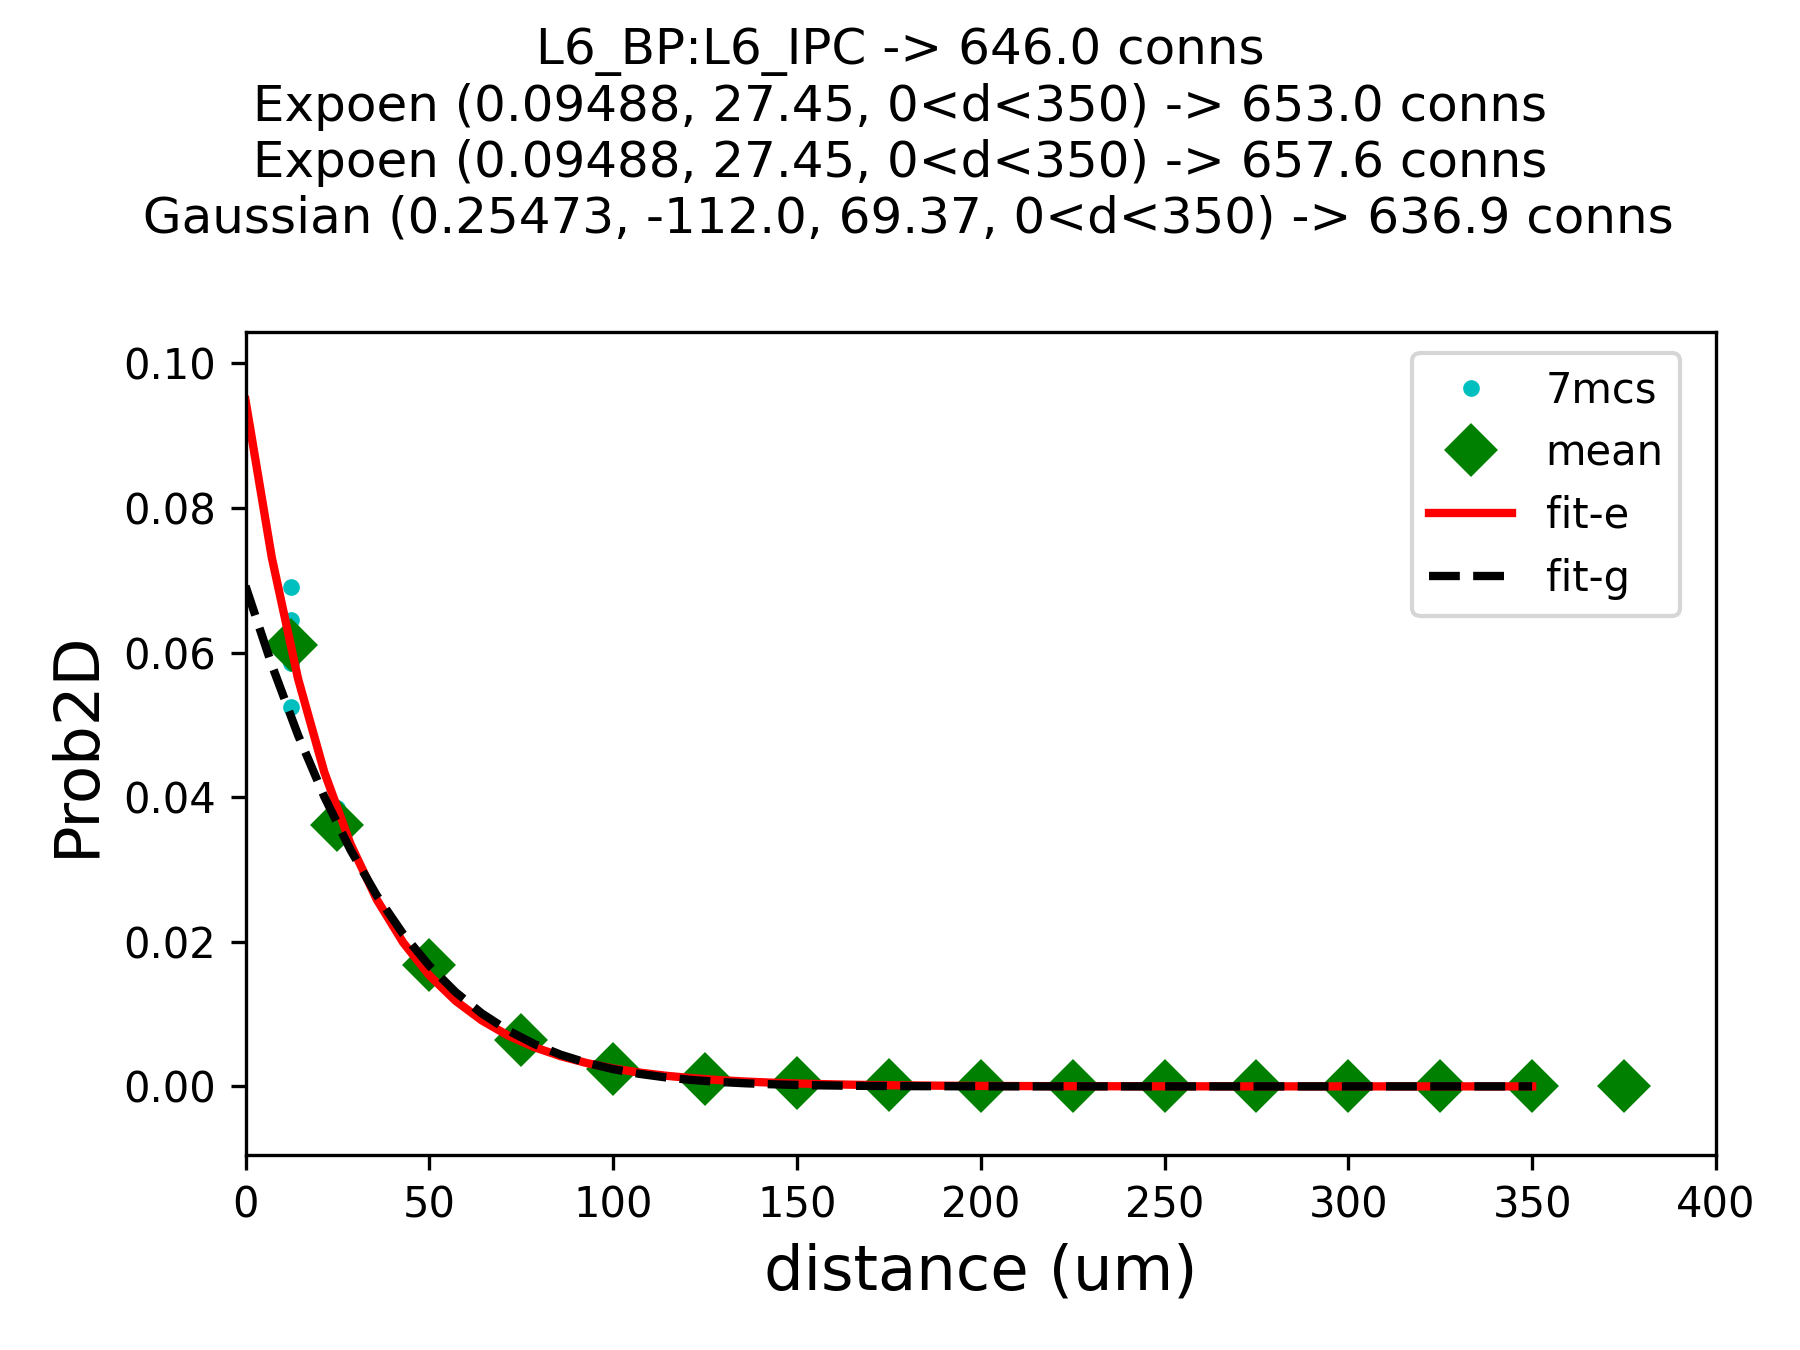 L6_BP:L6_IPC -> 646.0 conns
Expoen (0.09488, 27.45, 0<d<350) -> 653.0 conns
Expoen (0.09488, 27.45, 0<d<350) -> 657.6 conns
Gaussian (0.25473, -112.0, 69.37, 0<d<350) -> 636.9 conns
0.10
0.08
0.06
0.04
0.02
0.00
Prob2D
7mcs
mean
fit-e
fit-g
0 50 100 150 200 250 300 350 400
distance (um)